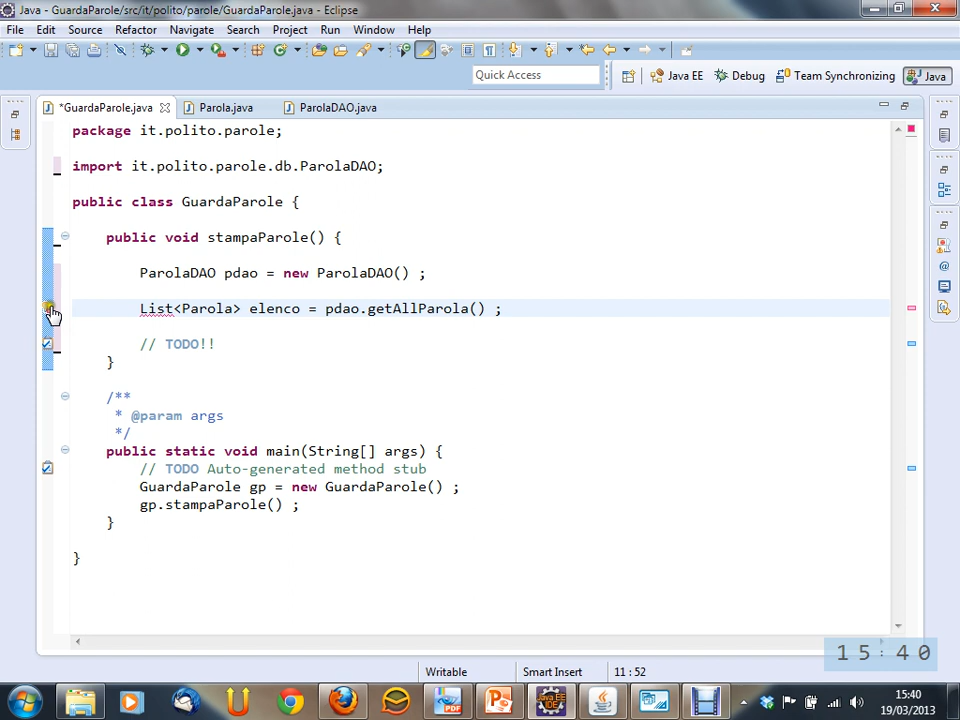 Java - GuardaParole/src/it/polito/parole/GuardaParole.java - Eclipse
File Edit Source Refactor Navigate Search Project Run Window Help
Quick Access
Java EE Debug Team Synchronizing Java
*GuardaParole.java Parola.java ParolaDAO.java
package it.polito.parole;
import it.polito.parole.db.ParolaDAO;
public class GuardaParole {
public void stampaParole() {
ParolaDAO pdao = new ParolaDAO() ;
List<Parola> elenco = pdao.getAllParola() ;
// TODO!!
}
/**
* @param args
*/
public static void main(String[] args) {
// TODO Auto-generated method stub
GuardaParole gp = new GuardaParole() ;
gp.stampaParole() ;
}
}
15:40
Writable Smart Insert 11 : 52
15:40
19/03/2013